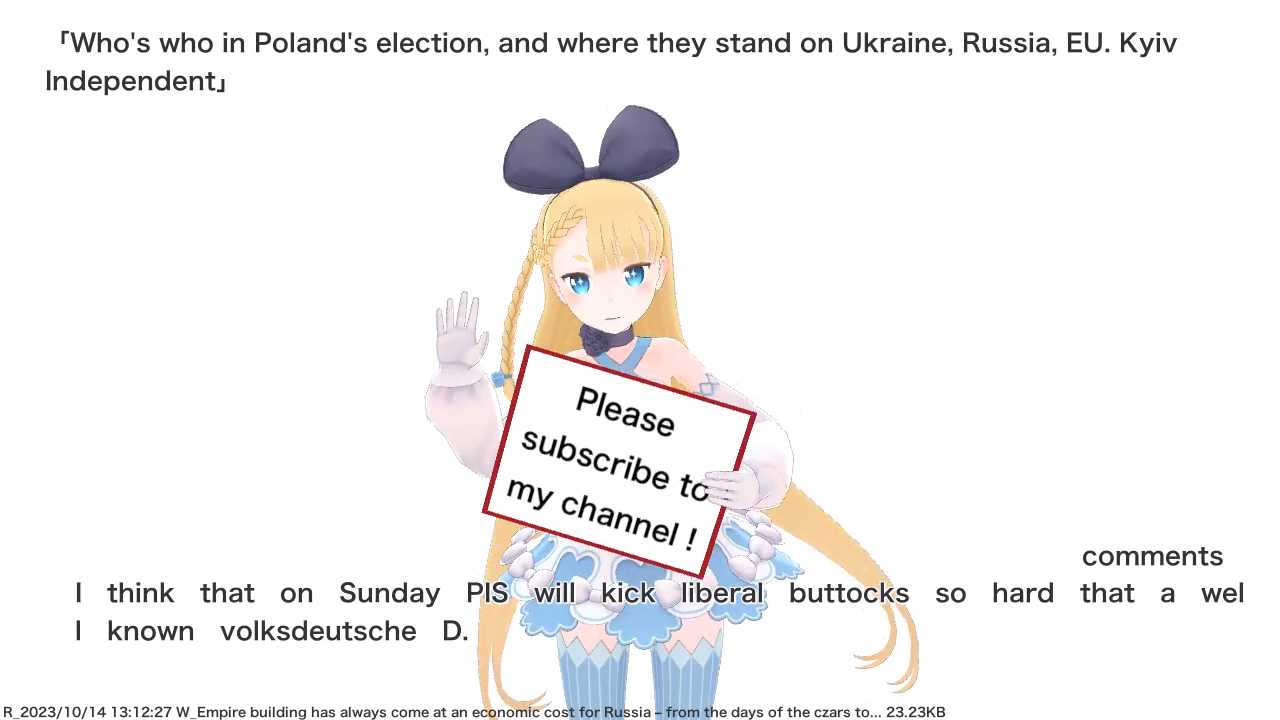 「Who's who in Poland's election, and where they stand on Ukraine, Russia, EU. Kyiv
Independent」
Please
subscribe to
my channel !
comments
I think that on Sunday PIS will kick liberal buttocks so hard that a wel
l known volksdeutsche D.
R_2023/10/14 13:12:27 W_Empire building has always come at an economic cost for Russia – from the days of the czars to... 23.23KB